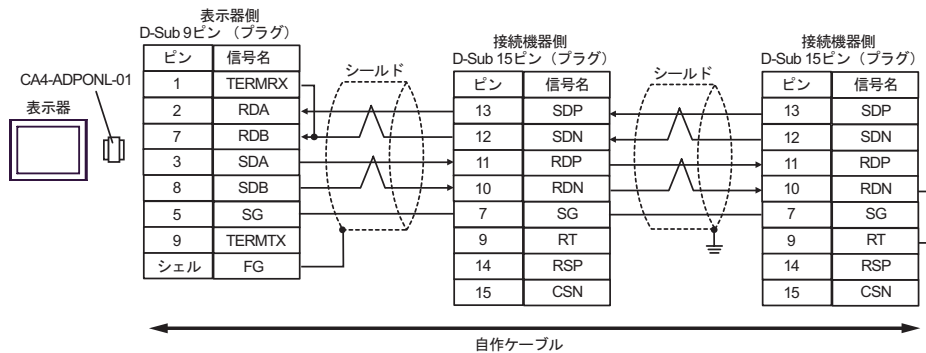 表示器側
D-Sub 9ピン （プラグ）
CA4-ADPONL-01
表示器
ピン 信号名
1 TERMRX
2 RDA
7 RDB
3 SDA
8 SDB
5 SG
9 TERMTX
シェル FG
シールド
接続機器側
D-Sub 15ピン（プラグ）
ピン 信号名
13 SDP
12 SDN
11 RDP
10 RDN
7 SG
9 RT
14 RSP
15 CSN
シールド
接続機器側
D-Sub 15ピン（プラグ）
ピン 信号名
13 SDP
12 SDN
11 RDP
10 RDN
7 SG
9 RT
14 RSP
15 CSN
自作ケーブル